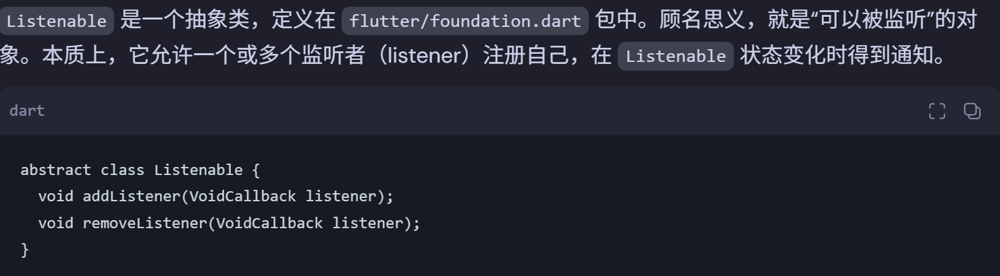 Listenable 是一个抽象类，定义在 flutter/foundation.dart 包中。顾名思义，就是“可以被监听”的对
象。本质上，它允许一个或多个监听者（listener）注册自己，在 Listenable 状态变化时得到通知。
dart
abstract class Listenable {
  void addListener(VoidCallback listener);
  void removeListener(VoidCallback listener);
}